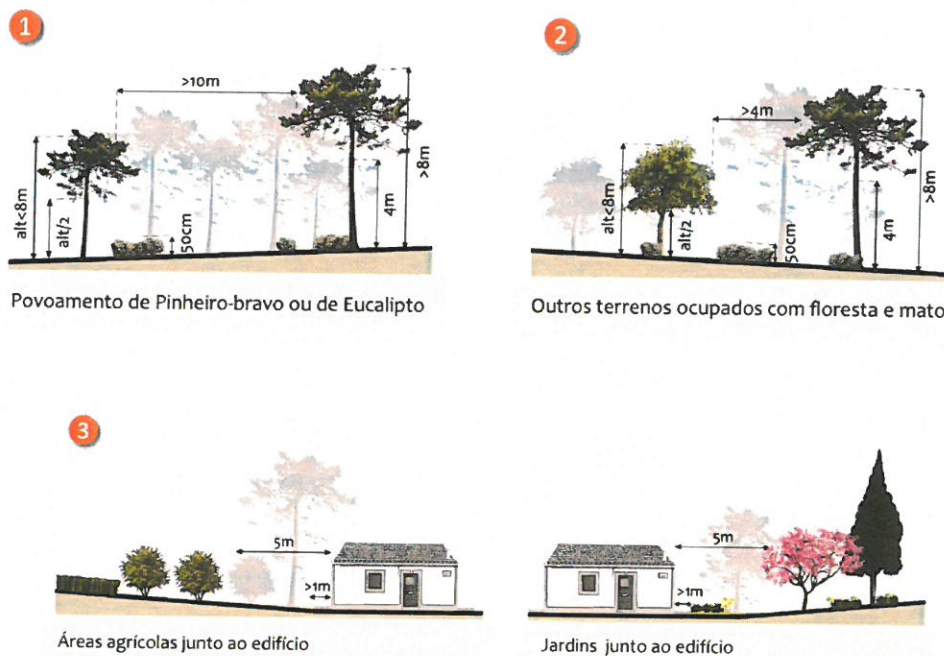 1
>10m
alt<8m
alt/2
50cm
4m
>8m
Povoamento de Pinheiro-bravo ou de Eucalipto
2
>4m
alt<8m
alt/2
50cm
4m
>8m
Outros terrenos ocupados com floresta e mato
3
5m
>1m
Áreas agrícolas junto ao edifício
5m
>1m
Jardins junto ao edifício